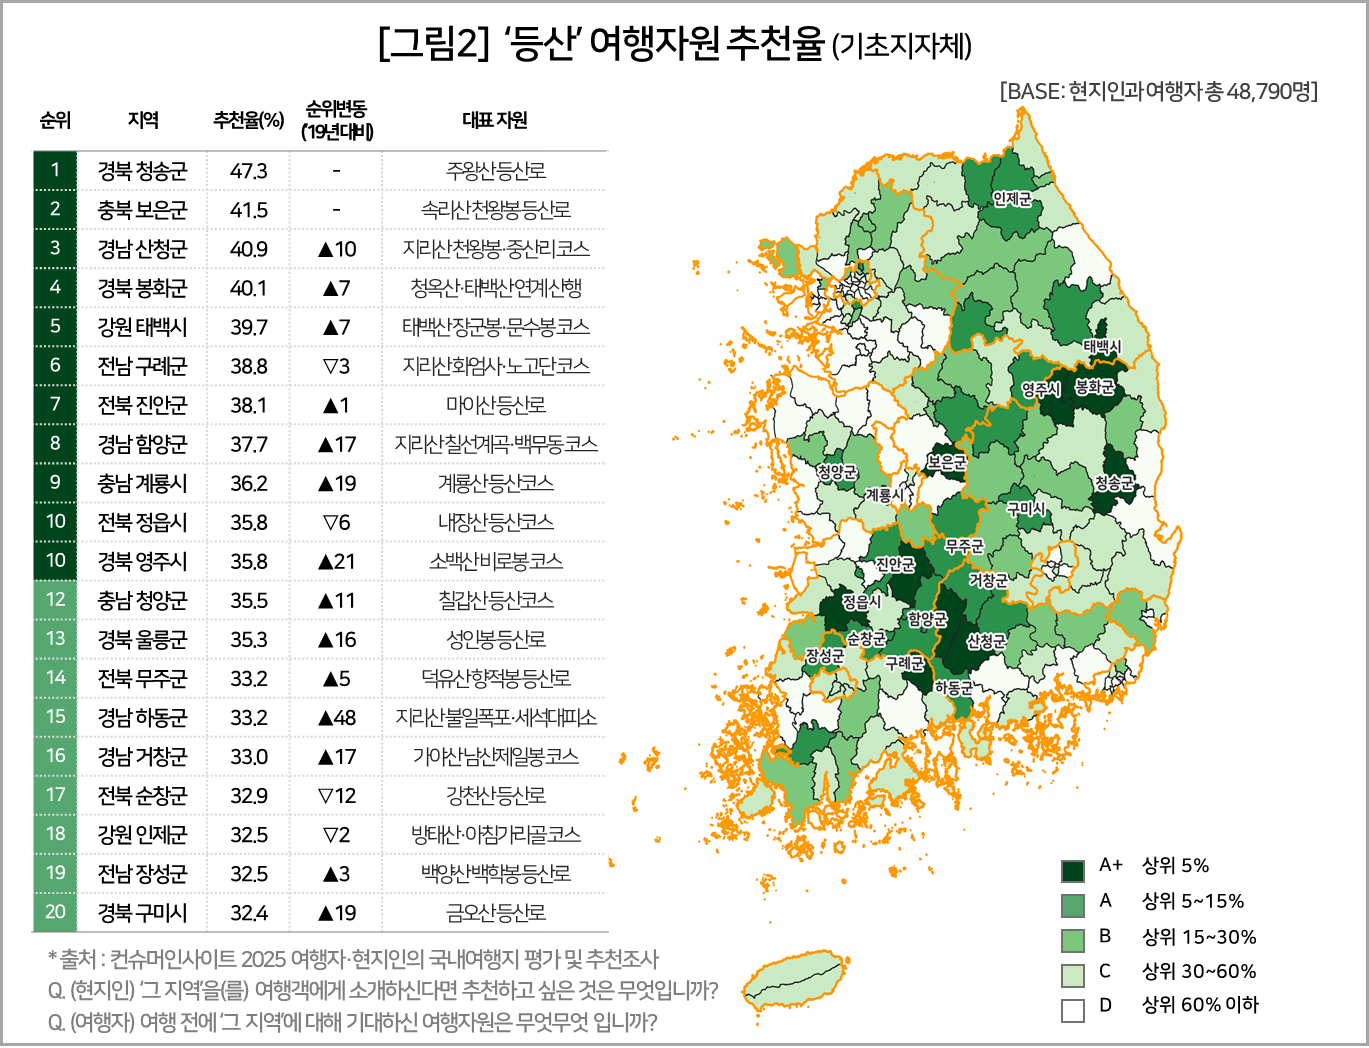 [그림2] ‘등산’ 여행자원 추천율 (기초지자체)
[BASE : 현지인과 여행자 총 48,790명]
순위 지역 추천율(%) 순위변동 ('19년 대비) 대표 자원
1 경북 청송군 47.3 - 주왕산 등산로
2 충북 보은군 41.5 - 속리산 천왕봉 등산로
3 경남 산청군 40.9 ▲10 지리산 천왕봉·중산리 코스
4 경북 봉화군 40.1 ▲7 청옥산·태백산 연계 산행
5 강원 태백시 39.7 ▲7 태백산 장군봉·문수봉 코스
6 전남 구례군 38.8 ▽3 지리산 화엄사·노고단 코스
7 전북 진안군 38.1 ▲1 마이산 등산로
8 경남 함양군 37.7 ▲17 지리산 칠선계곡·백무동 코스
9 충남 계룡시 36.2 ▲19 계룡산 등산코스
10 전북 정읍시 35.8 ▽6 내장산 등산코스
10 경북 영주시 35.8 ▲21 소백산 비로봉 코스
12 충남 청양군 35.5 ▲11 칠갑산 등산코스
13 경북 울릉군 35.3 ▲16 성인봉 등산로
14 전북 무주군 33.2 ▲5 덕유산 향적봉 등산로
15 경남 하동군 33.2 ▲48 지리산 불일폭포·세석대피소
16 경남 거창군 33.0 ▲17 가야산 남산제일봉 코스
17 전북 순창군 32.9 ▽12 강천산 등산로
18 강원 인제군 32.5 ▽2 방태산·아침가리골 코스
19 전남 장성군 32.5 ▲3 백양산 백학봉 등산로
20 경북 구미시 32.4 ▲19 금오산 등산로
인제군
태백시
영주시
봉화군
보은군
청양군
청송군
계룡시
구미시
무주군
진안군
거창군
정읍시
함양군
순창군
산청군
장성군
구례군
하동군
A+ 상위 5%
A 상위 5~15%
B 상위 15~30%
C 상위 30~60%
D 상위 60% 이하
* 출처 : 컨슈머인사이트 2025 여행자·현지인의 국내여행지 평가 및 추천조사
Q. (현지인) ‘그 지역’을(를) 여행객에게 소개하신다면 추천하고 싶은 것은 무엇입니까?
Q. (여행자) 여행 전에 ‘그 지역’에 대해 기대하신 여행자원은 무엇무엇 입니까?